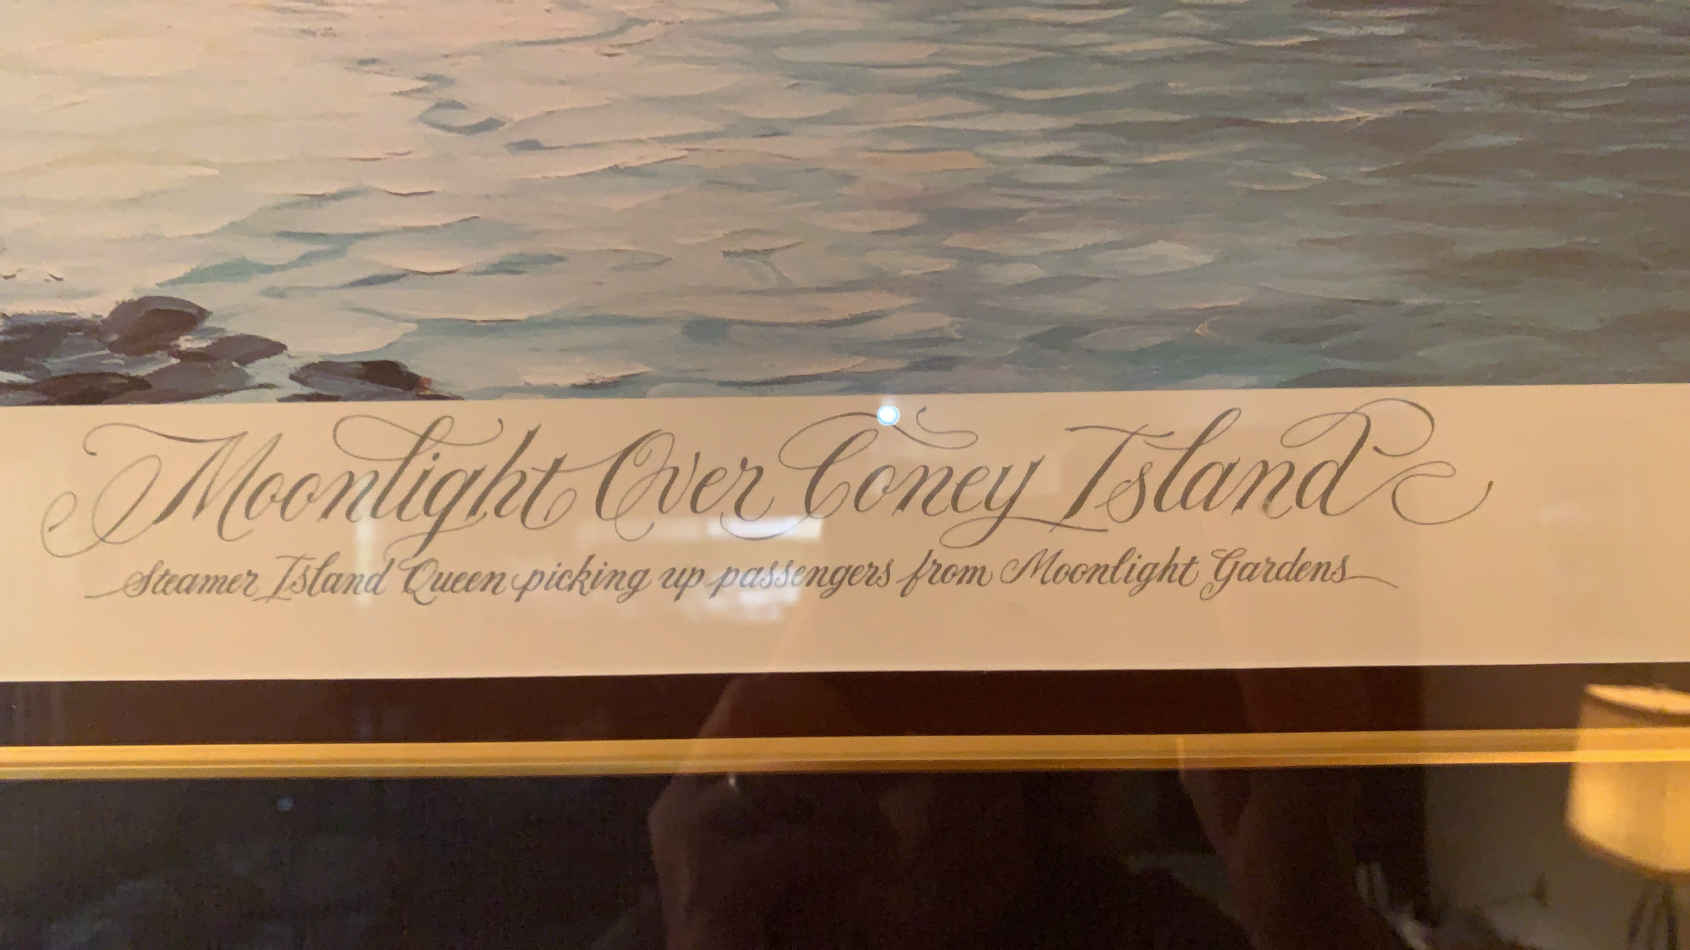 Moonlight Over Coney Island
Steamer Island Queen picking up passengers from Moonlight Gardens